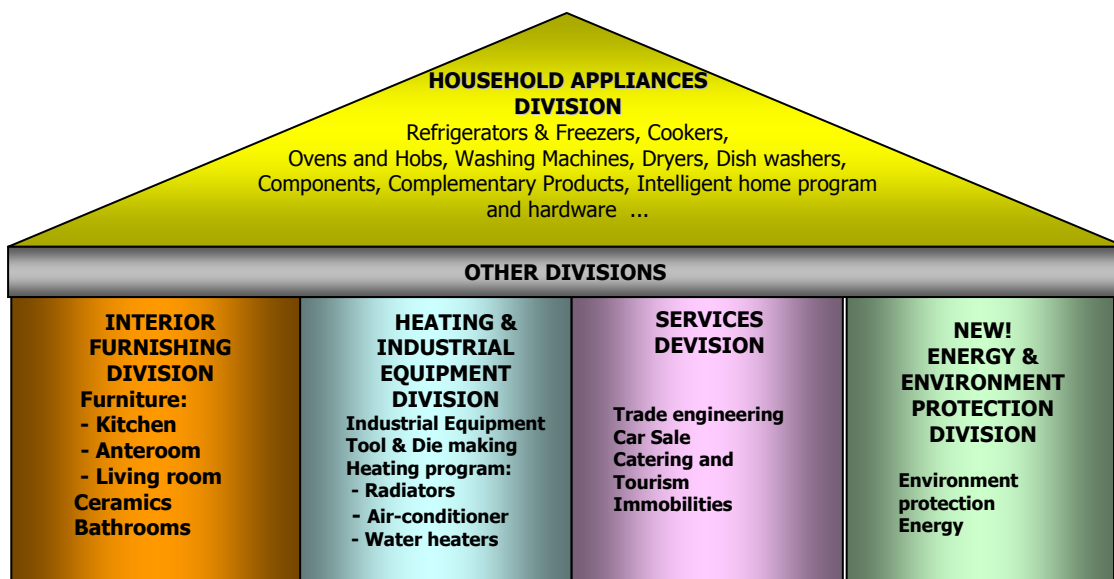 HOUSEHOLD APPLIANCES
DIVISION
Refrigerators & Freezers, Cookers,
Ovens and Hobs, Washing Machines, Dryers, Dish washers,
Components, Complementary Products, Intelligent home program
and hardware ...
OTHER DIVISIONS
INTERIOR
FURNISHING
DIVISION
Furniture:
- Kitchen
- Anteroom
- Living room
Ceramics
Bathrooms
HEATING &
INDUSTRIAL
EQUIPMENT
DIVISION
Industrial Equipment
Tool & Die making
Heating program:
- Radiators
- Air-conditioner
- Water heaters
SERVICES
DEVISION
Trade engineering
Car Sale
Catering and
Tourism
Immobilities
NEW!
ENERGY &
ENVIRONMENT
PROTECTION
DIVISION
Environment
protection
Energy